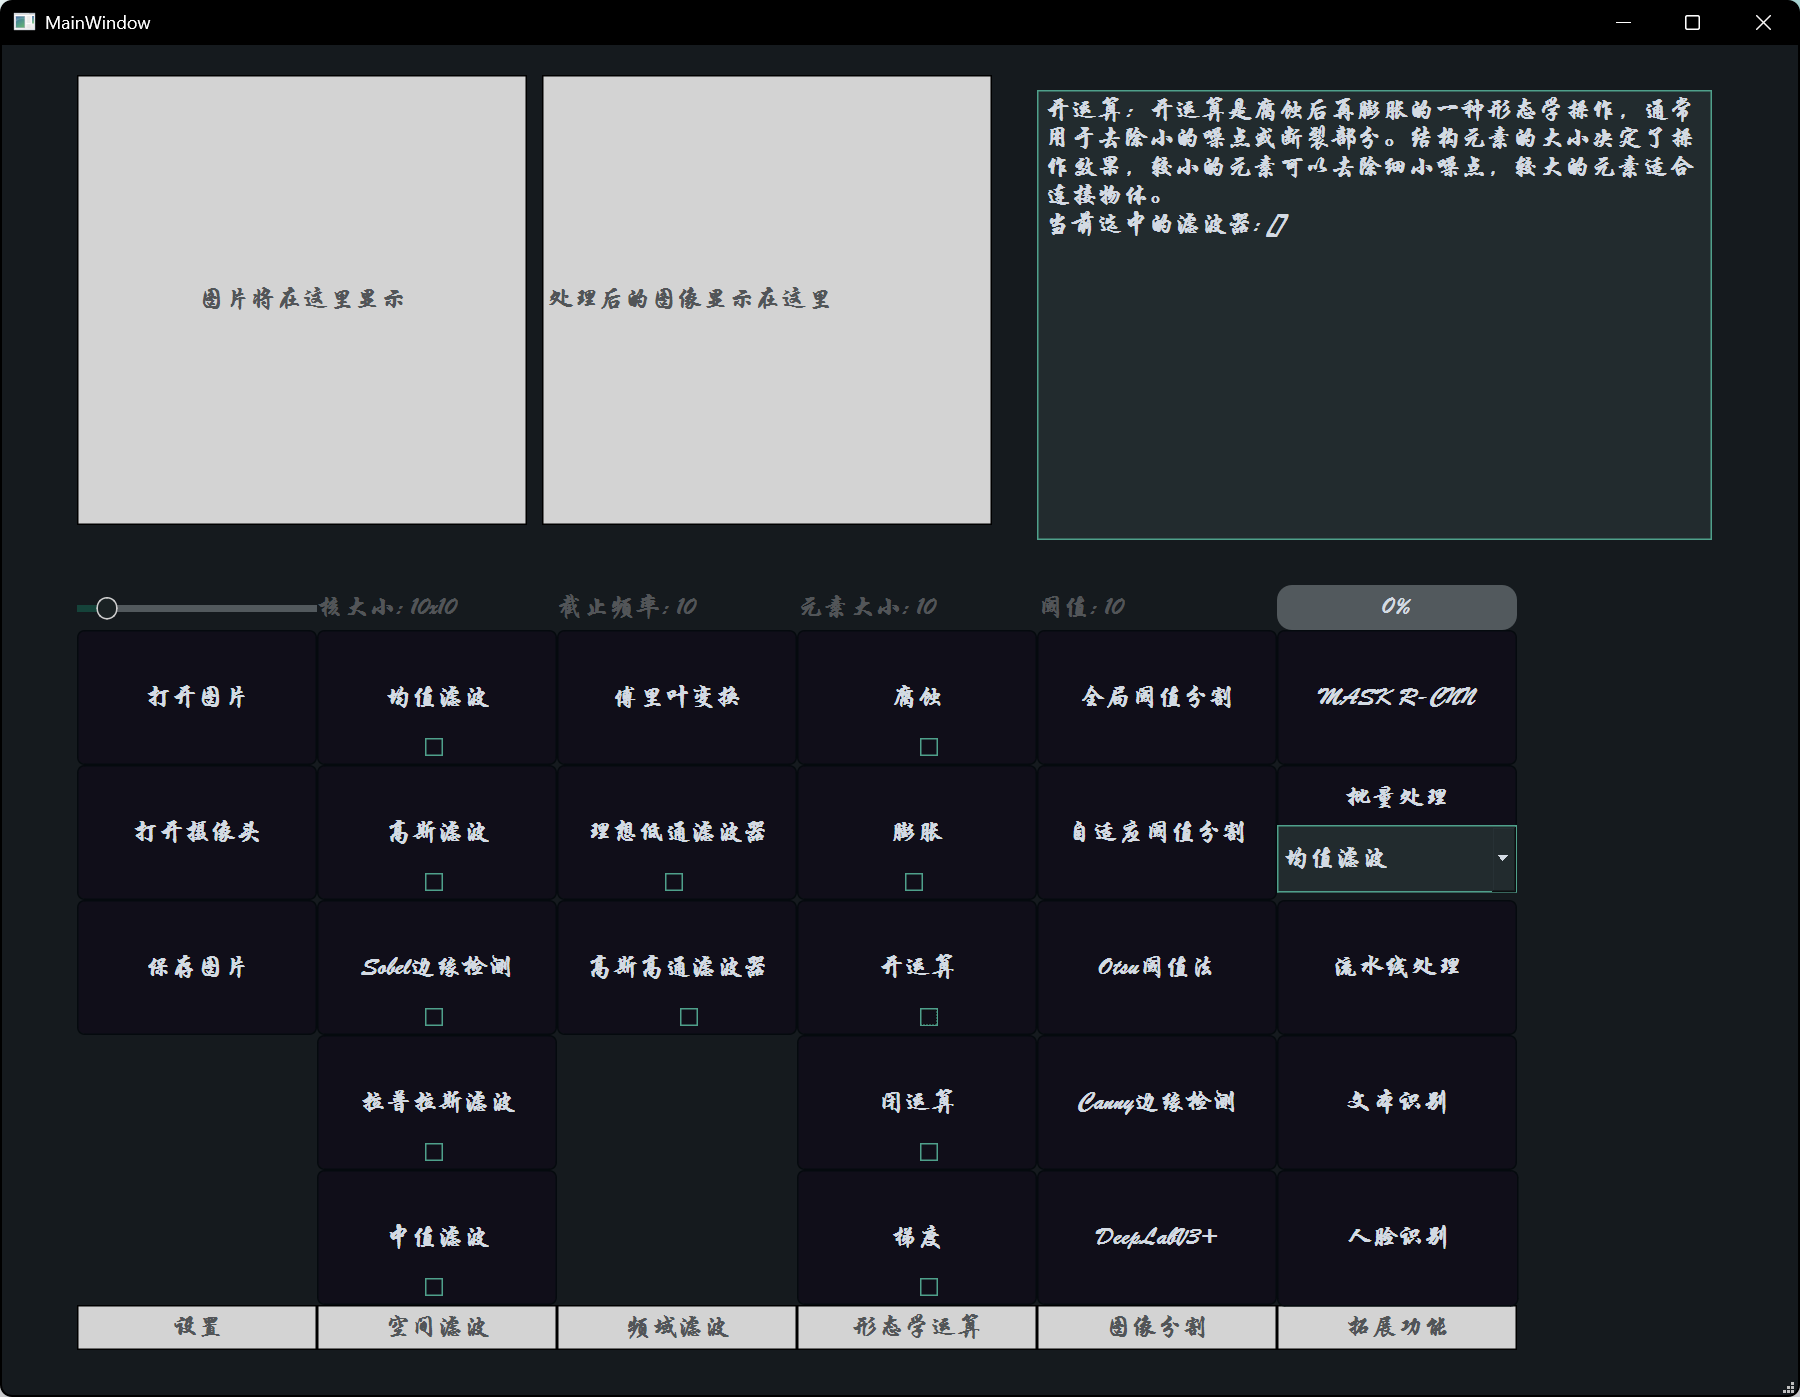 MainWindow
图片将在这里显示
处理后的图像显示在这里
开运算：开运算是腐蚀后再膨胀的一种形态学操作，通常
用于去除小的噪点或断裂部分。结构元素的大小决定了操
作效果，较小的元素可以去除细小噪点，较大的元素适合
连接物体。
当前选中的滤波器:[]
核大小: 10x10
截止频率: 10
元素大小: 10
阈值: 10
0%
打开图片
均值滤波
傅里叶变换
腐蚀
全局阈值分割
MASK R-CNN
打开摄像头
高斯滤波
理想低通滤波器
膨胀
自适应阈值分割
批量处理
均值滤波
保存图片
Sobel边缘检测
高斯高通滤波器
开运算
Otsu阈值法
流水线处理
拉普拉斯滤波
闭运算
Canny边缘检测
文本识别
中值滤波
梯度
DeepLabV3+
人脸识别
设置
空间滤波
频域滤波
形态学运算
图像分割
拓展功能